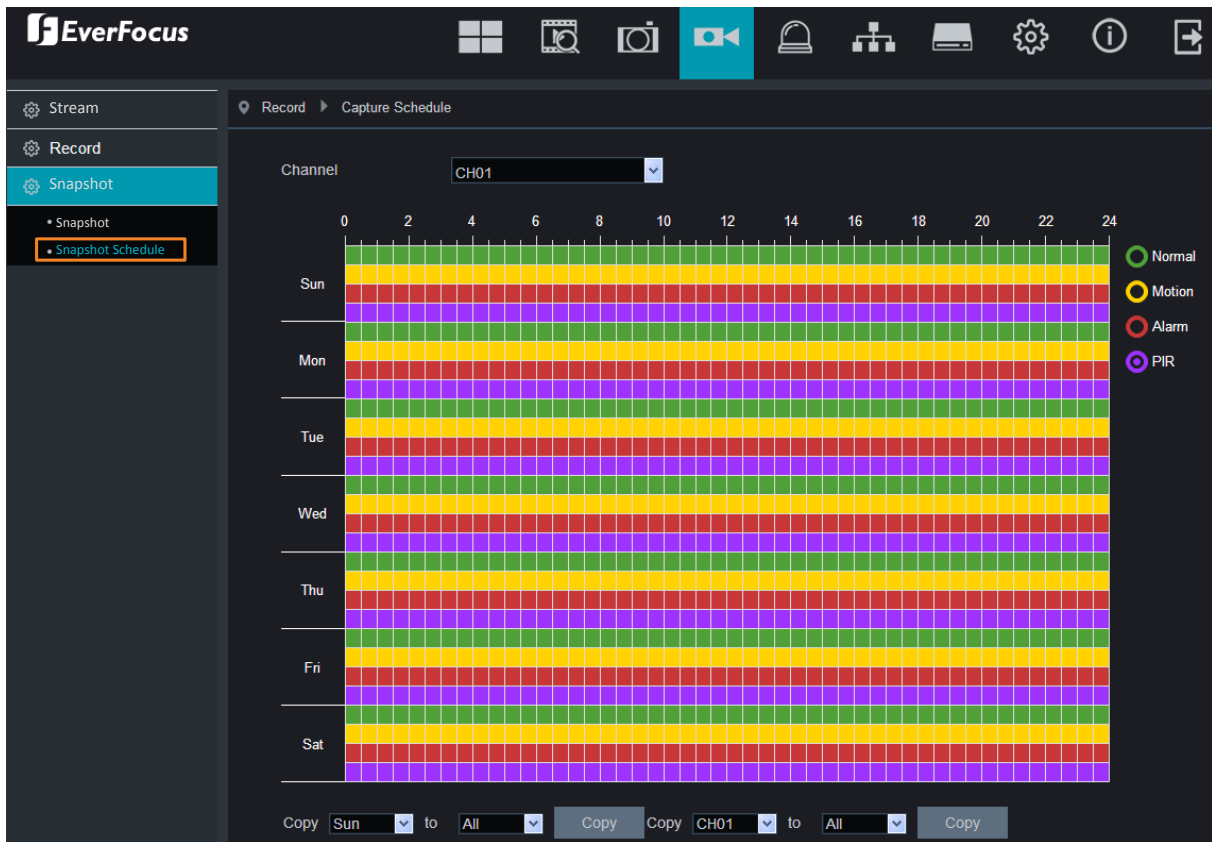 EverFocus
Stream
Record
Snapshot
• Snapshot
• Snapshot Schedule
Record Capture Schedule
Channel CH01
0 2 4 6 8 10 12 14 16 18 20 22 24
Sun
Mon
Tue
Wed
Thu
Fri
Sat
Normal
Motion
Alarm
PIR
Copy Sun to All Copy Copy CH01 to All Copy